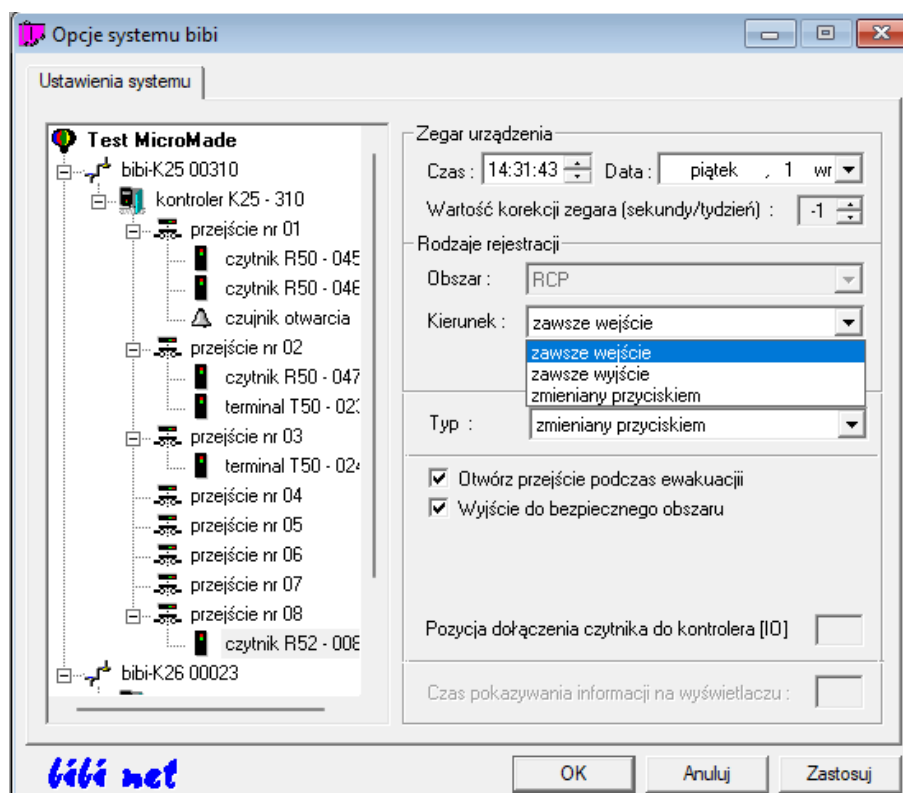 Opcje systemu bibi
Ustawienia systemu
Test MicroMade
bibi-K25 00310
kontroler K25 - 310
przejście nr 01
czytnik R50 - 045
czytnik R50 - 046
czujnik otwarcia
przejście nr 02
czytnik R50 - 047
terminal T50 - 023
przejście nr 03
terminal T50 - 024
przejście nr 04
przejście nr 05
przejście nr 06
przejście nr 07
przejście nr 08
czytnik R52 - 008
bibi-K26 00023
Zegar urządzenia
Czas : 14:31:43 Data : piątek , 1 wr
Wartość korekcji zegara (sekundy/tydzień) : -1
Rodzaje rejestracji
Obszar : RCP
Kierunek : zawsze wejście
zawsze wejście
zawsze wyjście
zmieniany przyciskiem
Typ : zmieniany przyciskiem
Otwórz przejście podczas ewakuacji
Wyjście do bezpiecznego obszaru
Pozycja dołączenia czytnika do kontrolera [IO]
Czas pokazywania informacji na wyświetlaczu :
bibi net
OK Anuluj Zastosuj